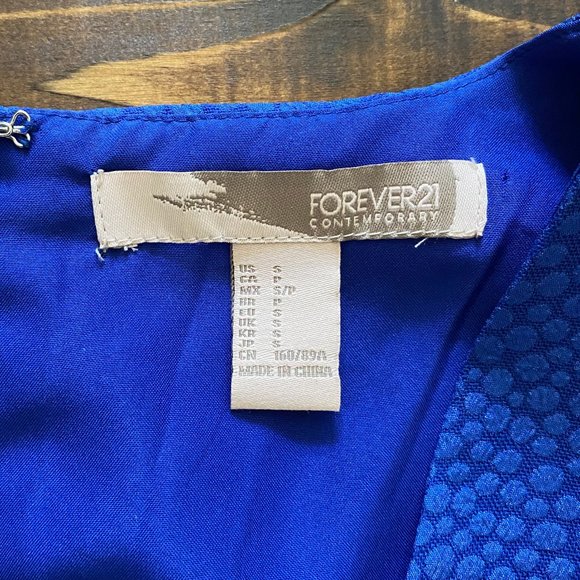 FOREVER21
CONTEMPORARY
US S
CA P
MX S/P
BR P
EU S
UK S
KR S
JP S
CN 160/89A
MADE IN CHINA